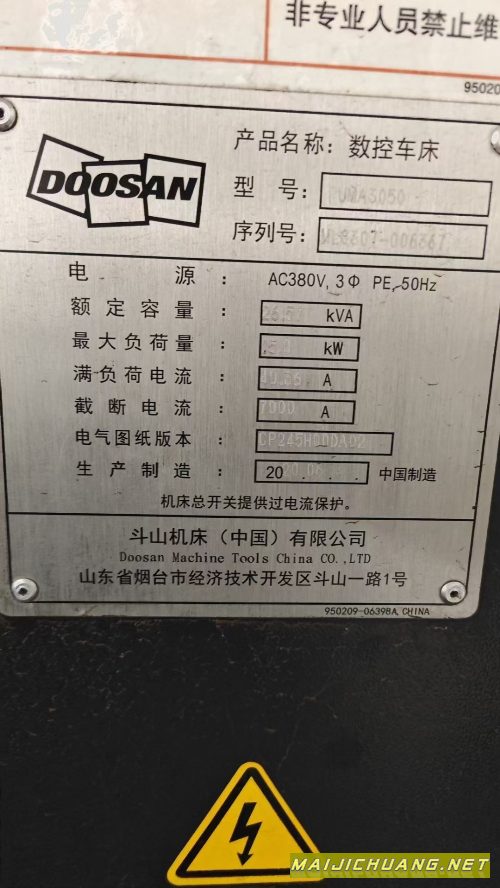 非专业人员禁止维
950209
DOOSAN
产品名称: 数控车床
型 号:
序列号:
电 源 : AC380V, 3Φ PE, 50Hz
额定容量 : kVA
最大负荷量 : kW
满负荷电流 : A
截断电流 : A
电气图纸版本 :
生产制造 : 20 . . . 中国制造
机床总开关提供过电流保护。
斗山机床（中国）有限公司
Doosan Machine Tools China CO.,LTD
山东省烟台市经济技术开发区斗山一路1号
950209-06398A, CHINA
MAIJICHUANG.NET